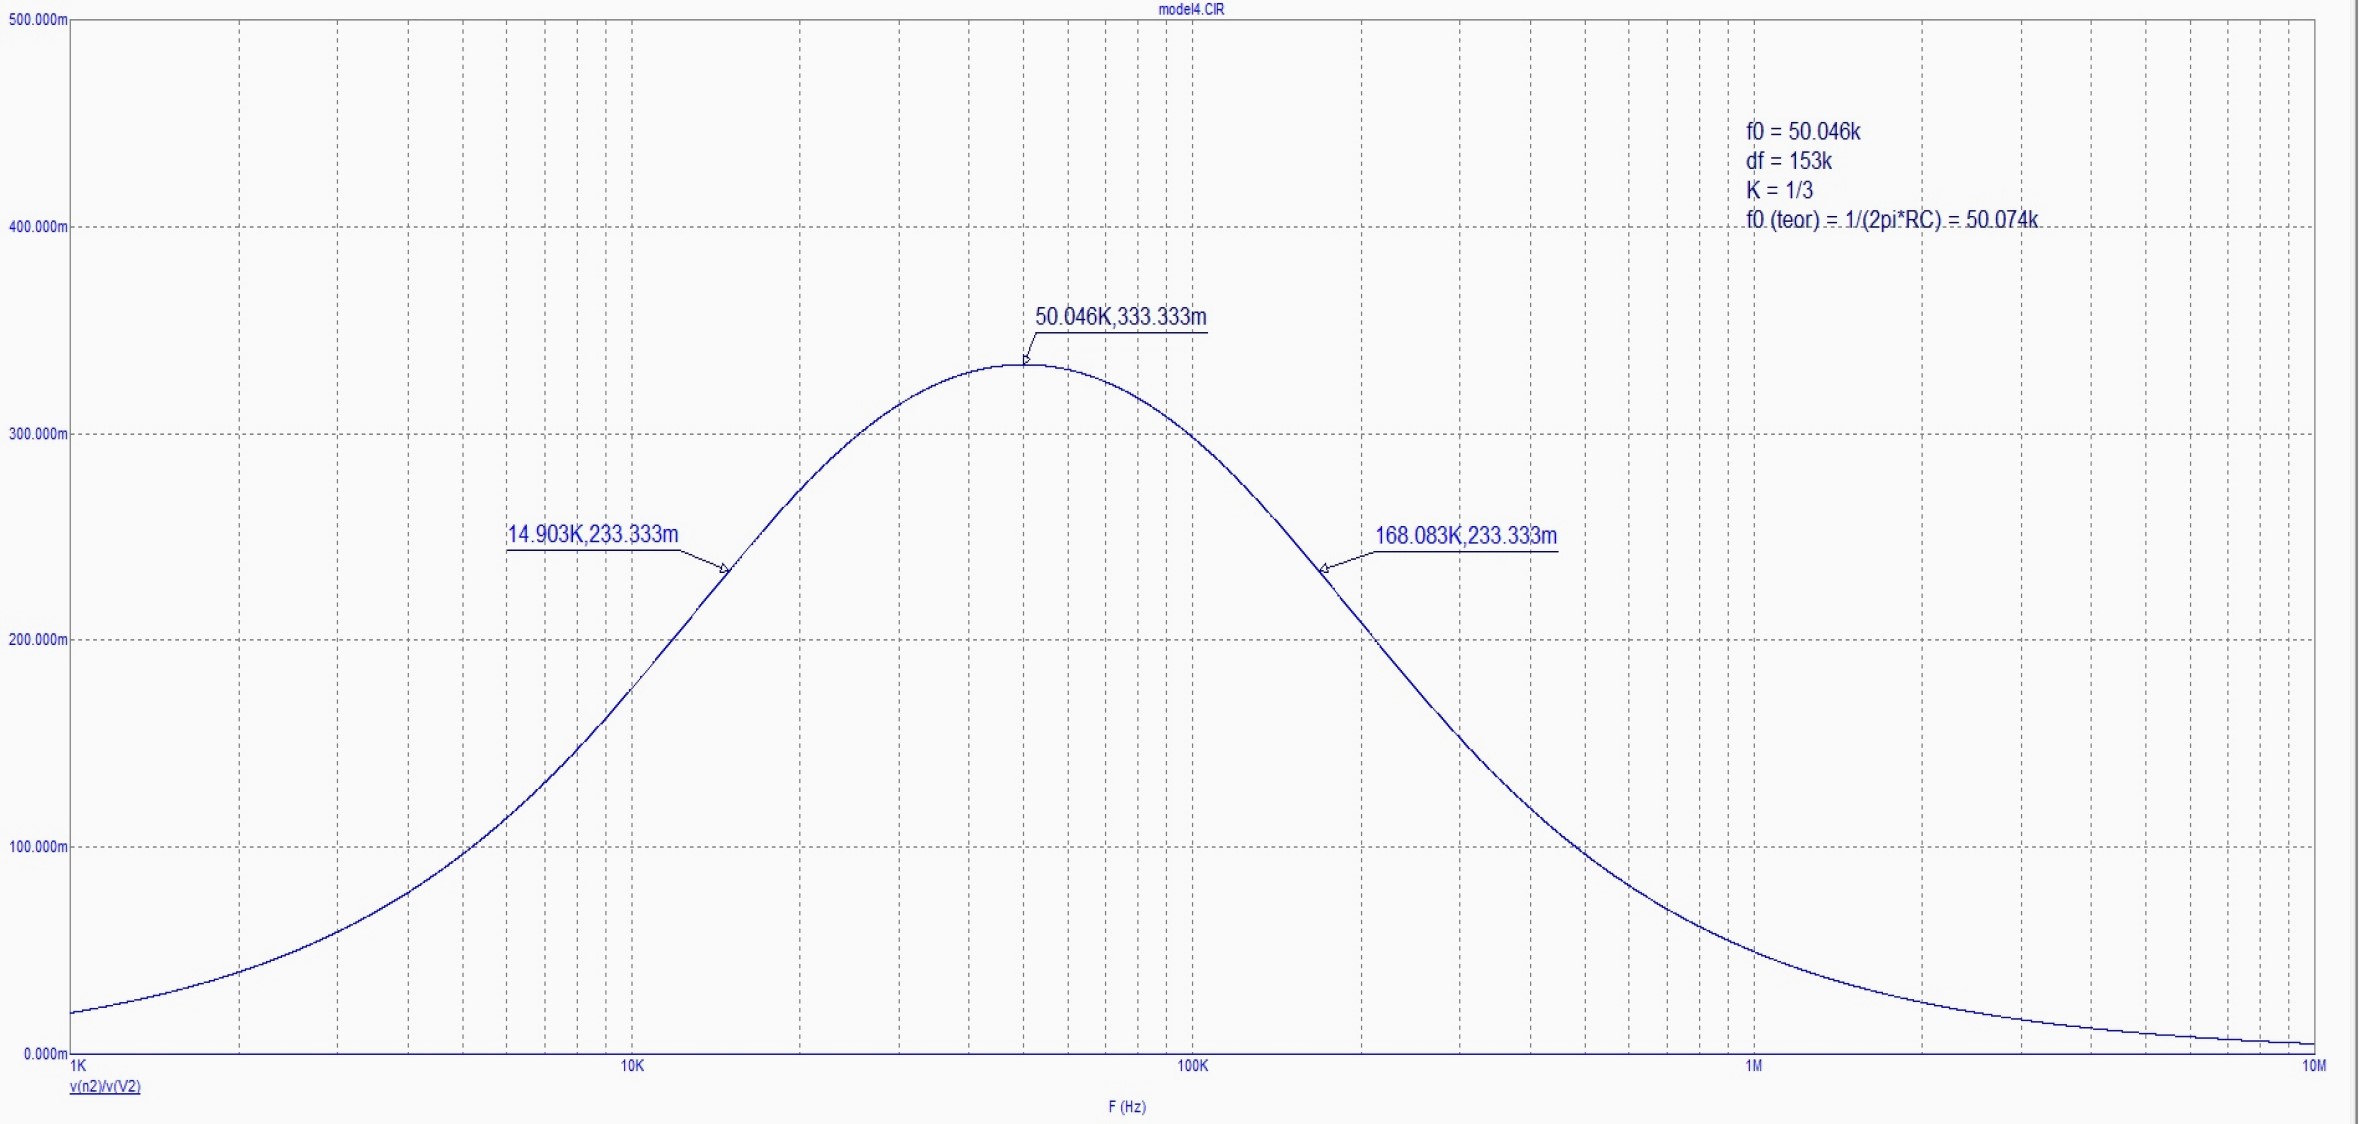 model4.CIR
500.000m
f0 = 50.046k
df = 153k
K = 1/3
f0 (teor) = 1/(2pi*RC) = 50.074k
400.000m
50.046K,333.333m
300.000m
14.903K,233.333m
168.083K,233.333m
200.000m
100.000m
0.000m
1K 10K 100K 1M 10M
v(n2)/v(V2)
F (Hz)